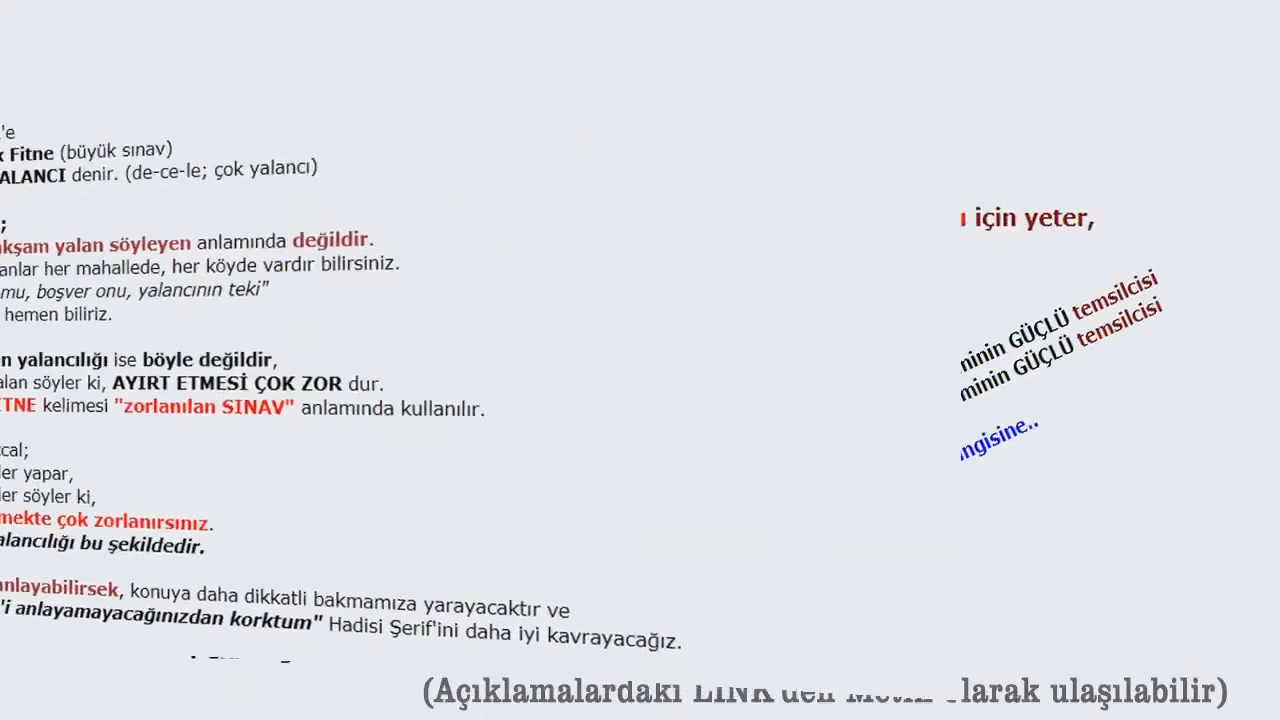 'e
Fitne (büyük sınav)
ALANCI denir. (de-ce-le; çok yalancı)
;
akşam yalan söyleyen anlamında değildir.
anlar her mahallede, her köyde vardır bilirsiniz.
mu, boşver onu, yalancının teki"
hemen biliriz.
n yalancılığı ise böyle değildir,
alan söyler ki, AYIRT ETMESİ ÇOK ZOR dur.
İTNE kelimesi "zorlanılan SINAV" anlamında kullanılır.
cal;
ler yapar,
ler söyler ki,
mekte çok zorlanırsınız.
alancılığı bu şekildedir.
anlayabilirsek, konuya daha dikkatli bakmamıza yarayacaktır ve
'i anlayamayacağınızdan korktum" Hadisi Şerif'ini daha iyi kavrayacağız.
ı için yeter,
minin GÜÇLÜ temsilcisi
minin GÜÇLÜ temsilcisi
ngisine..
(Açıklamalardaki LINK'den larak ulaşılabilir)